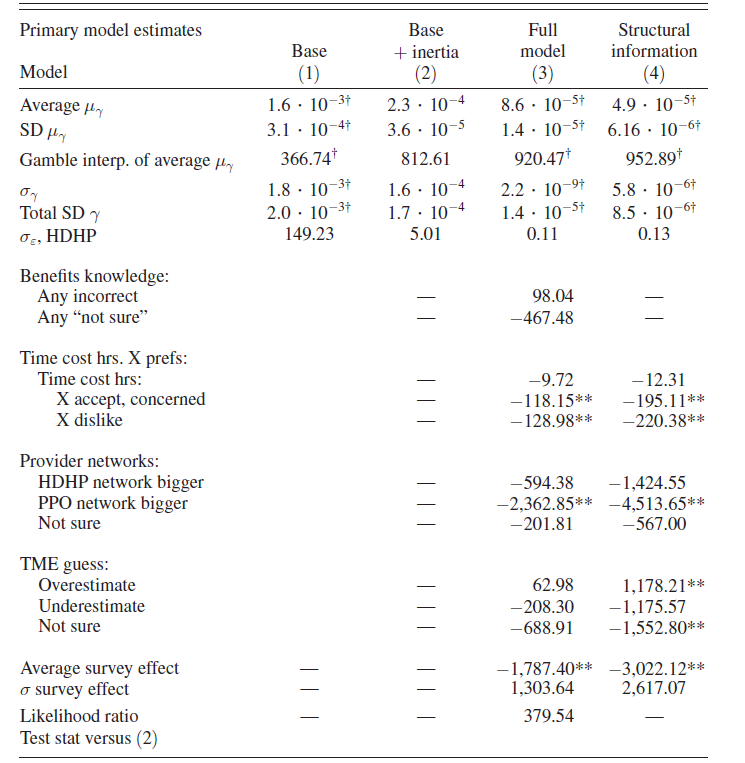 Primary model estimates Base Full Structural
Base + inertia model information
Model (1) (2) (3) (4)
Average μγ 1.6 · 10−3† 2.3 · 10−4 8.6 · 10−5† 4.9 · 10−5†
SD μγ 3.1 · 10−4† 3.6 · 10−5 1.4 · 10−5† 6.16 · 10−6†
Gamble interp. of average μγ 366.74† 812.61 920.47† 952.89†
σγ 1.8 · 10−3† 1.6 · 10−4 2.2 · 10−9† 5.8 · 10−6†
Total SD γ 2.0 · 10−3† 1.7 · 10−4 1.4 · 10−5† 8.5 · 10−6†
σε, HDHP 149.23 5.01 0.11 0.13
Benefits knowledge:
Any incorrect — 98.04 —
Any “not sure” — −467.48 —
Time cost hrs. X prefs:
Time cost hrs: — −9.72 −12.31
X accept, concerned — −118.15** −195.11**
X dislike — −128.98** −220.38**
Provider networks:
HDHP network bigger — −594.38 −1,424.55
PPO network bigger — −2,362.85** −4,513.65**
Not sure — −201.81 −567.00
TME guess:
Overestimate — 62.98 1,178.21**
Underestimate — −208.30 −1,175.57
Not sure — −688.91 −1,552.80**
Average survey effect — — −1,787.40** −3,022.12**
σ survey effect — — 1,303.64 2,617.07
Likelihood ratio — — 379.54 —
Test stat versus (2)